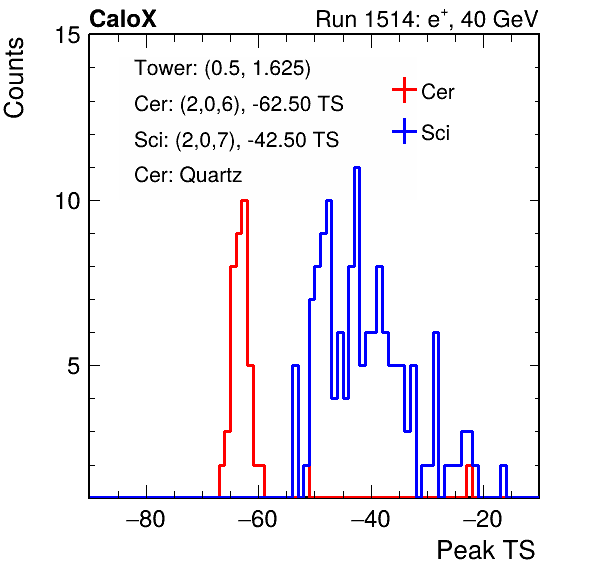 CaloX Run 1514: e⁺, 40 GeV
Counts
15
Tower: (0.5, 1.625)
Cer: (2,0,6), -62.50 TS
Sci: (2,0,7), -42.50 TS
Cer: Quartz
Cer
Sci
10
5
−80 −60 −40 −20
Peak TS